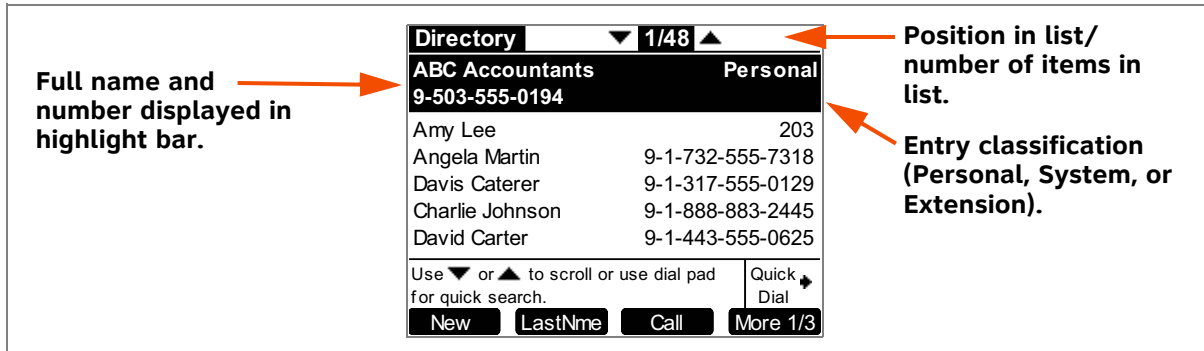 Full name and
number displayed in
highlight bar.
Directory 1/48
ABC Accountants Personal
9-503-555-0194
Amy Lee 203
Angela Martin 9-1-732-555-7318
Davis Caterer 9-1-317-555-0129
Charlie Johnson 9-1-888-883-2445
David Carter 9-1-443-555-0625
Use ▼ or ▲ to scroll or use dial pad
for quick search.
Quick
Dial
New LastNme Call More 1/3
Position in list/
number of items in
list.
Entry classification
(Personal, System, or
Extension).